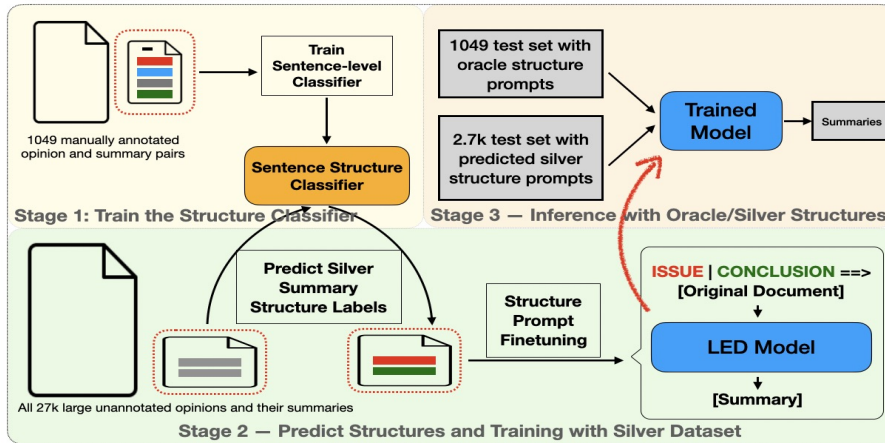 Train
Sentence-level
Classifier
1049 manually annotated
opinion and summary pairs
Sentence Structure
Classifier
Stage 1: Train the Structure Classifier
1049 test set with
oracle structure
prompts
2.7k test set with
predicted silver
structure prompts
Trained
Model
Summaries
Stage 3 — Inference with Oracle/Silver Structures
Predict Silver
Summary
Structure Labels
Structure
Prompt
Finetuning
ISSUE | CONCLUSION ==>
[Original Document]
LED Model
[Summary]
All 27k large unannotated opinions and their summaries
Stage 2 — Predict Structures and Training with Silver Dataset